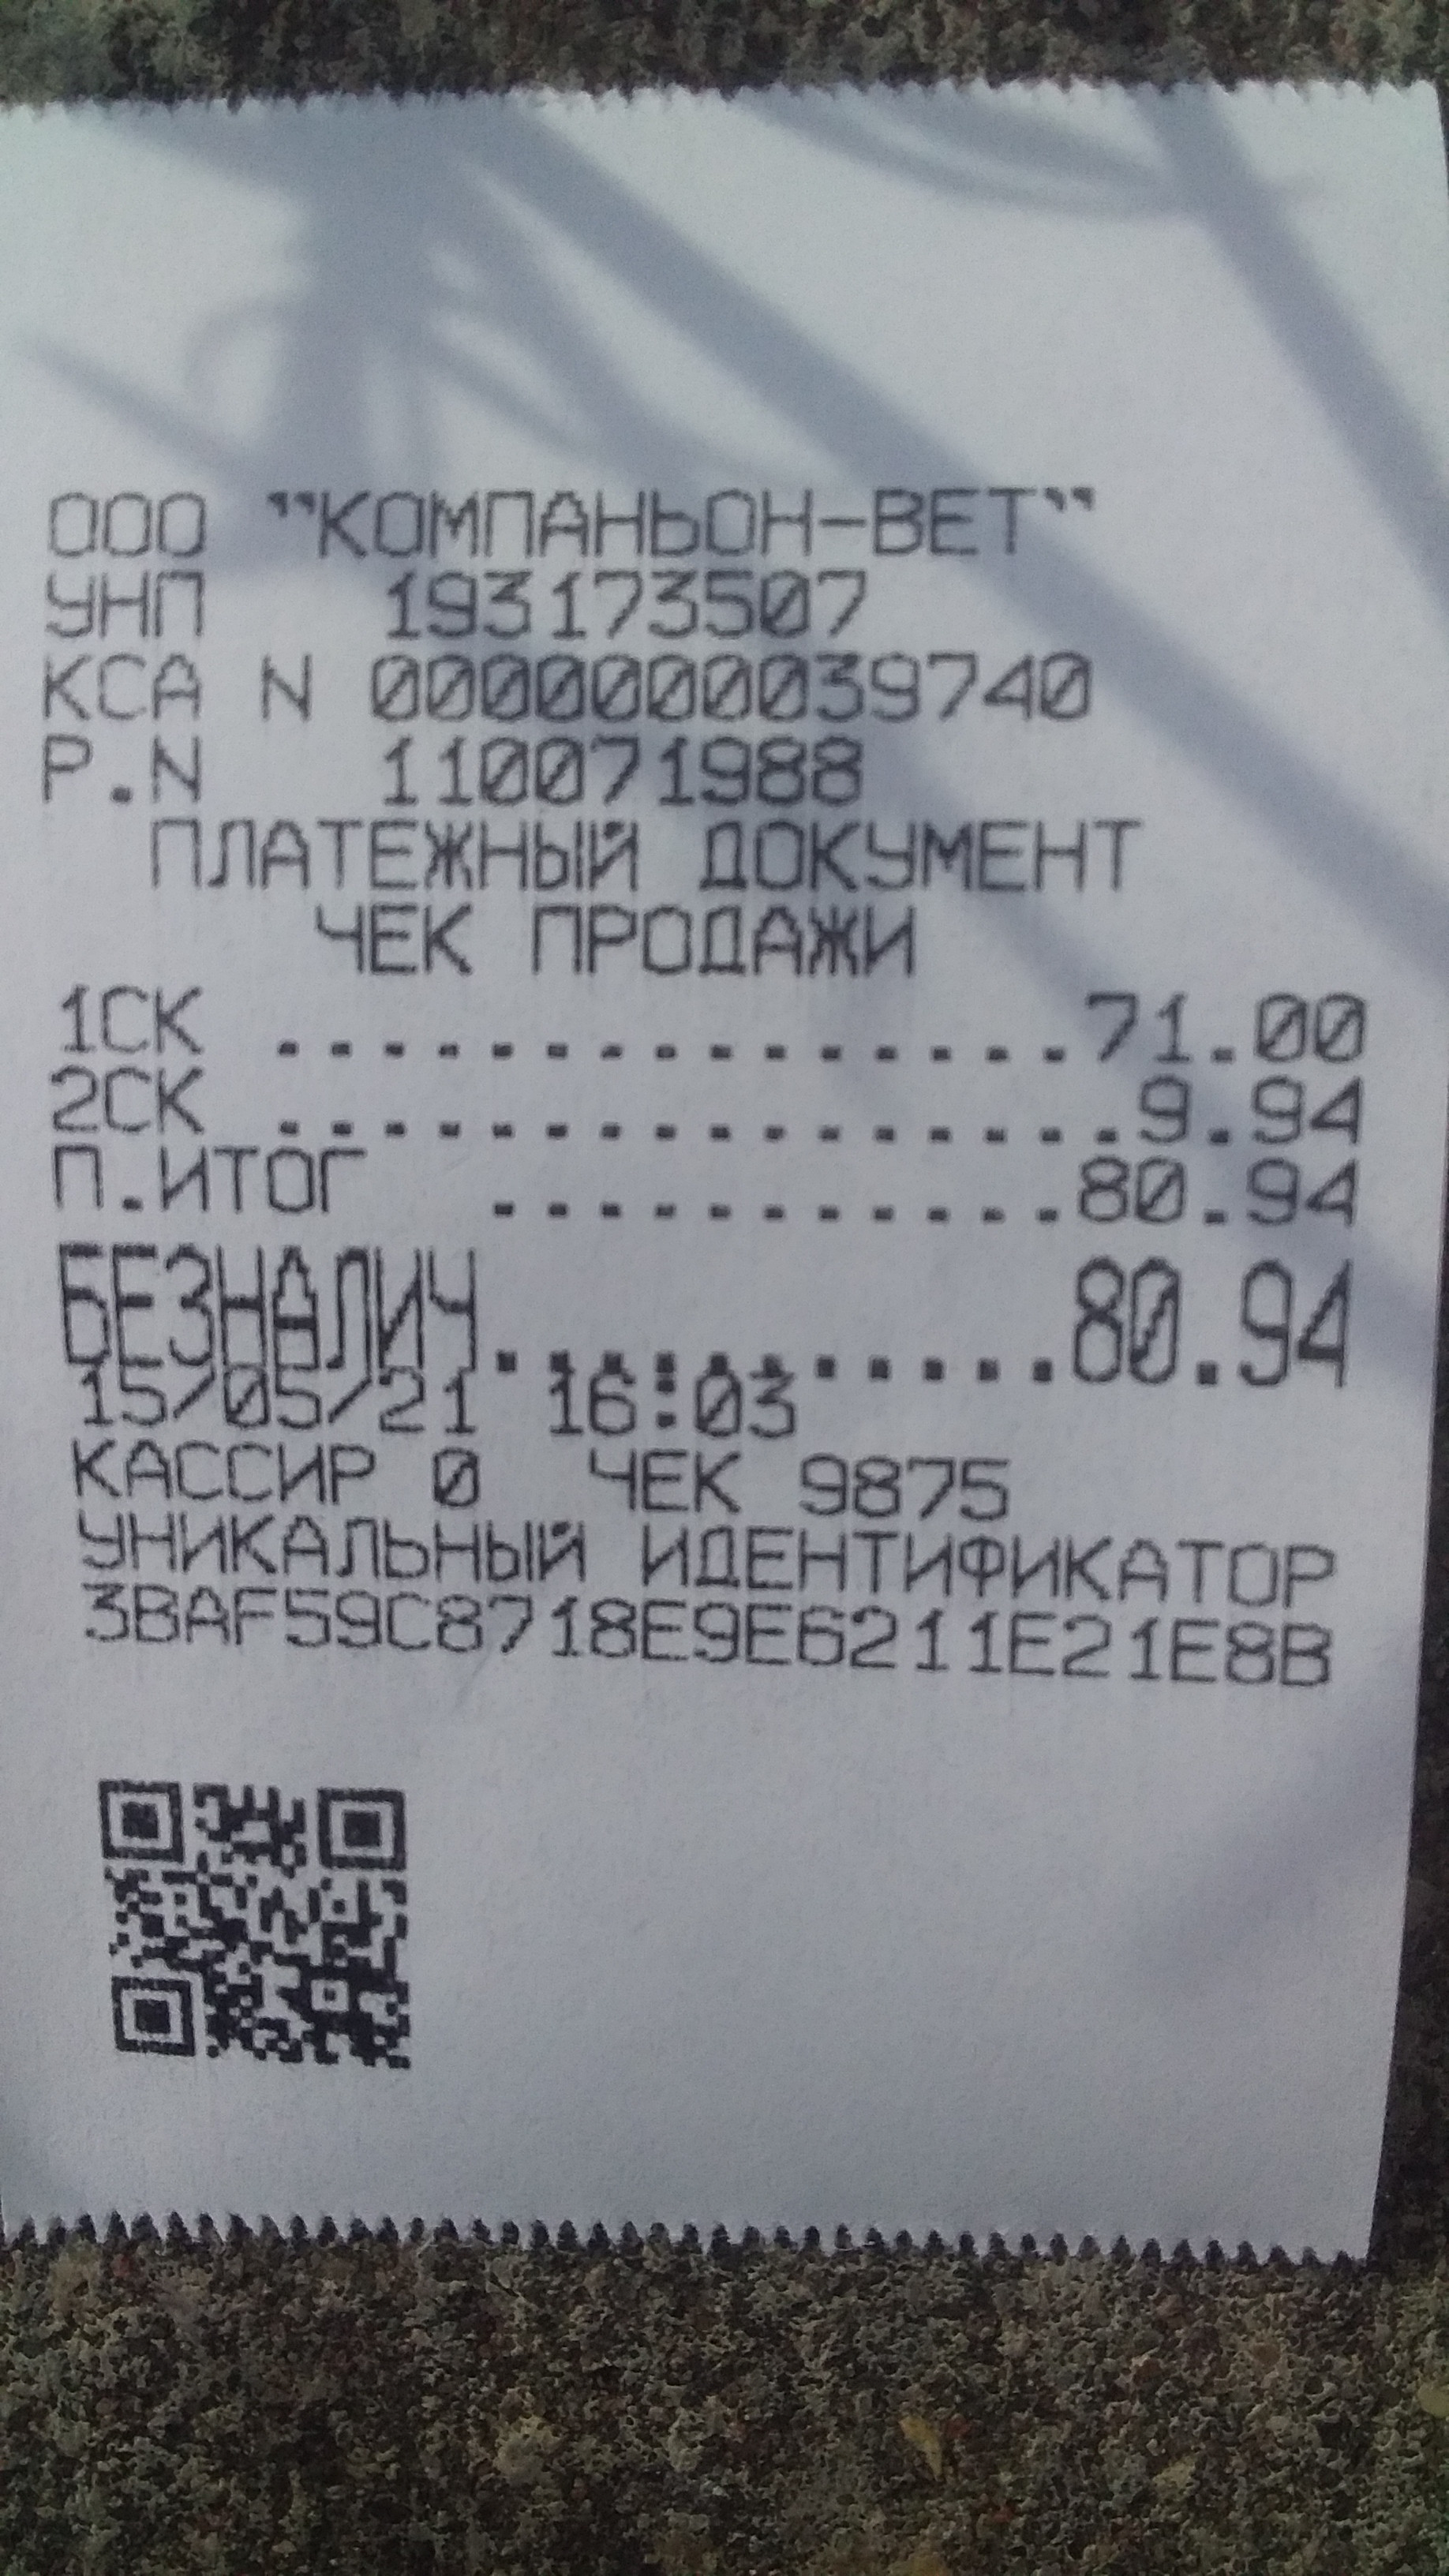 ООО "КОМПАНЬОН-ВЕТ"
УНП 193173507
КСА N 0000000039740
Р.N 110071988
ПЛАТЕЖНЫЙ ДОКУМЕНТ
ЧЕК ПРОДАЖИ
1СК ...............71.00
2СК ................9.94
П.ИТОГ ...........80.94
БЕЗНАЛИЧ...........80.94
15/05/21 16:03
КАССИР 0 ЧЕК 9875
УНИКАЛЬНЫЙ ИДЕНТИФИКАТОР
3BAF59C8718E9E6211E21E8B